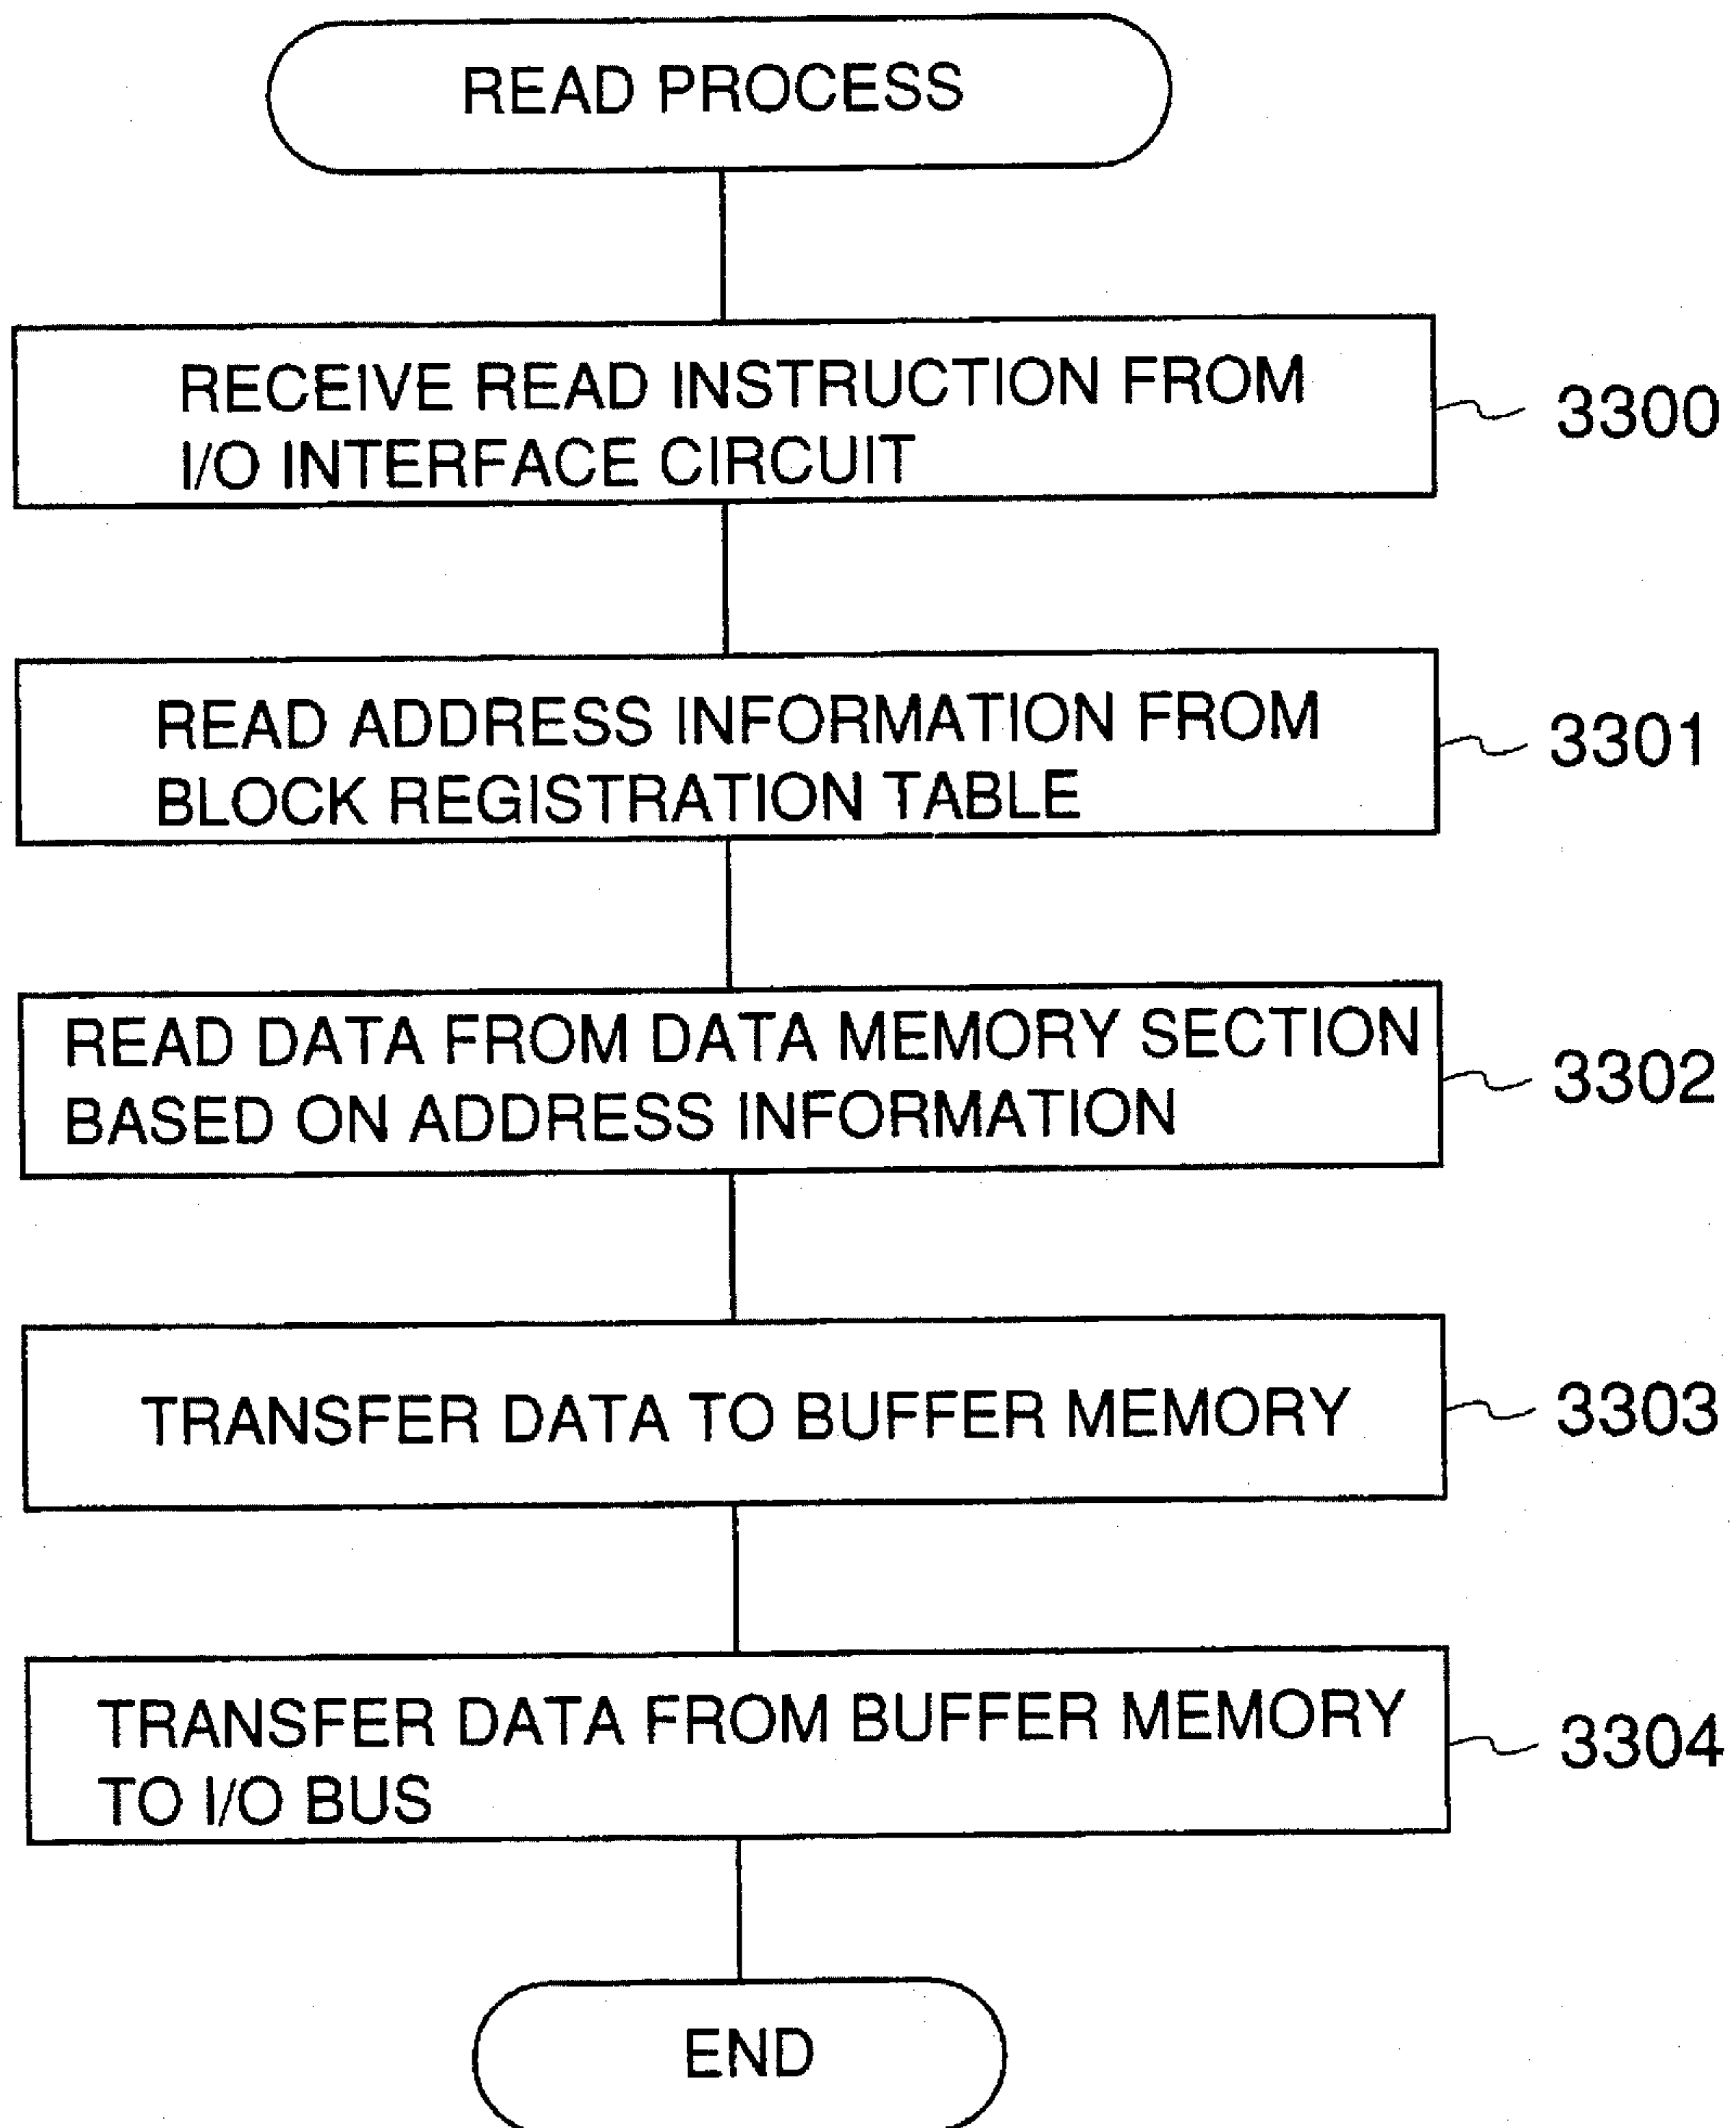 READ PROCESS
RECEIVE READ INSTRUCTION FROM
I/O INTERFACE CIRCUIT
3300
READ ADDRESS INFORMATION FROM
BLOCK REGISTRATION TABLE
3301
READ DATA FROM DATA MEMORY SECTION
BASED ON ADDRESS INFORMATION
3302
TRANSFER DATA TO BUFFER MEMORY
3303
TRANSFER DATA FROM BUFFER MEMORY
TO I/O BUS
3304
END